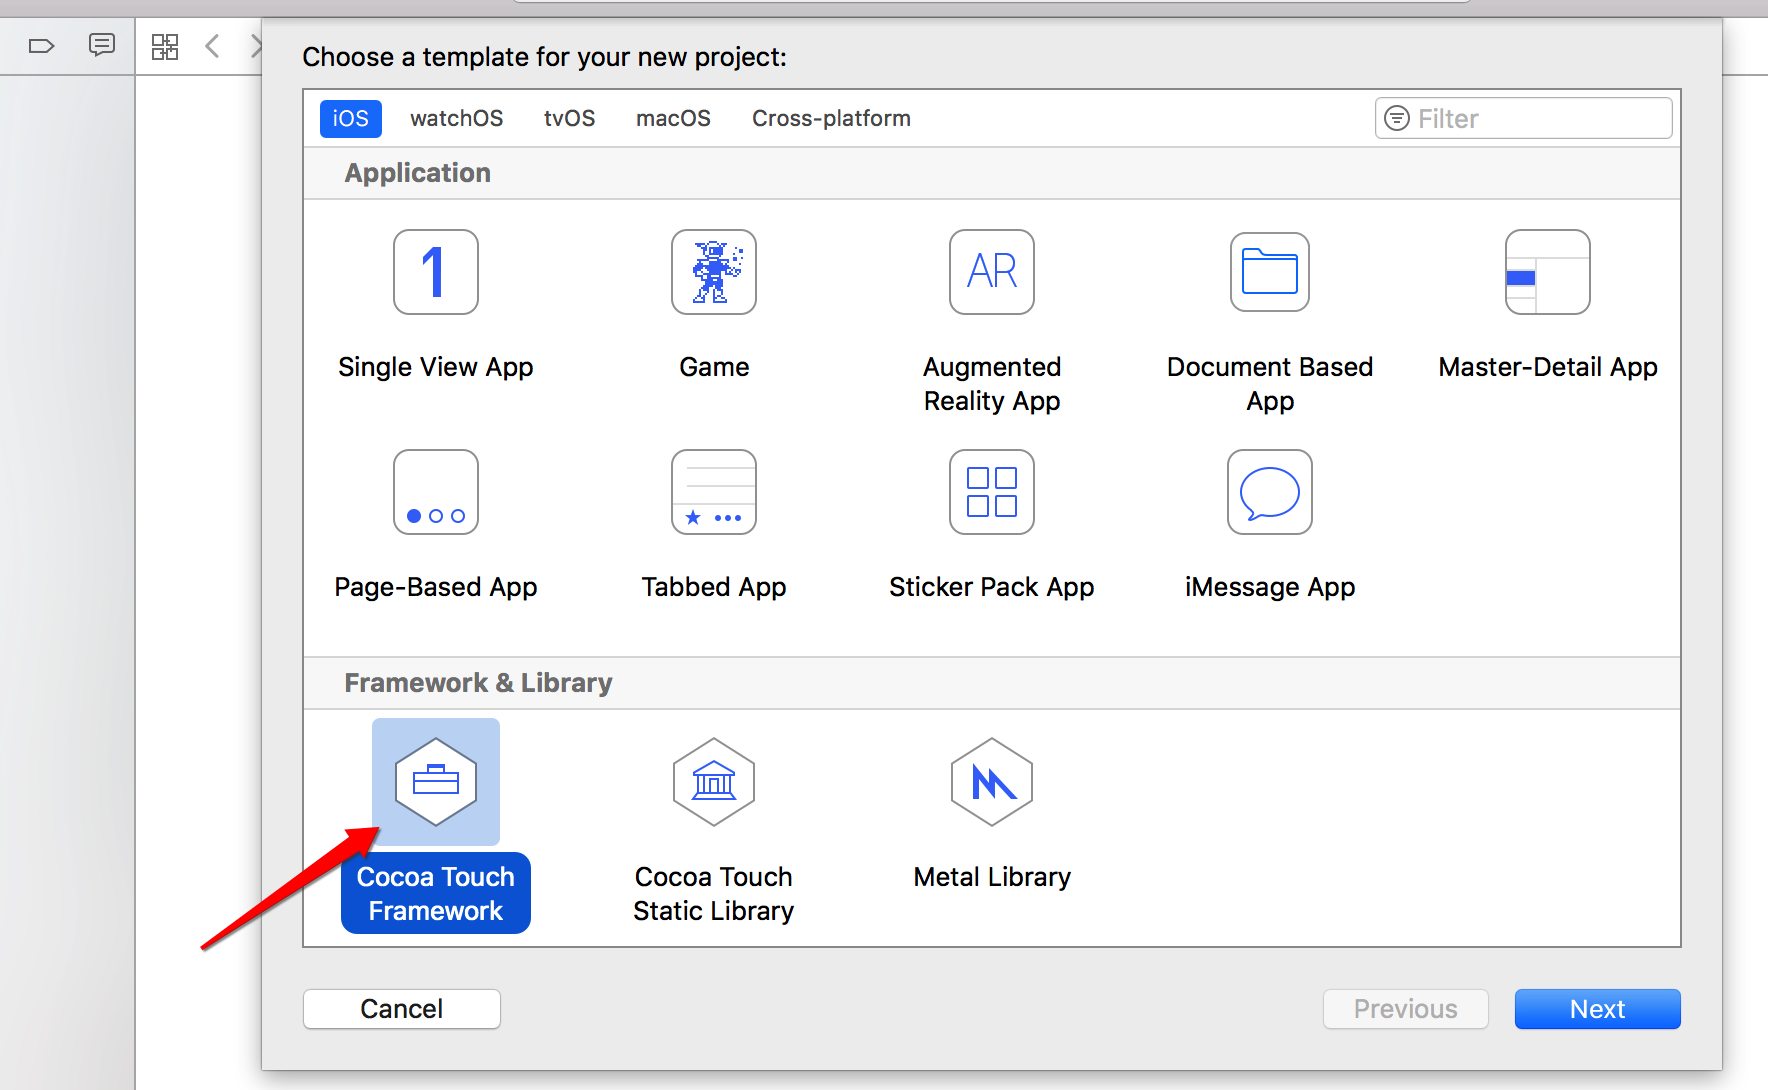 Choose a template for your new project:
iOS watchOS tvOS macOS Cross-platform Filter
Application
1 AR
Single View App Game Augmented Document Based Master-Detail App
Reality App App
Page-Based App Tabbed App Sticker Pack App iMessage App
Framework & Library
Cocoa Touch Cocoa Touch Metal Library
Framework Static Library
Cancel Previous Next